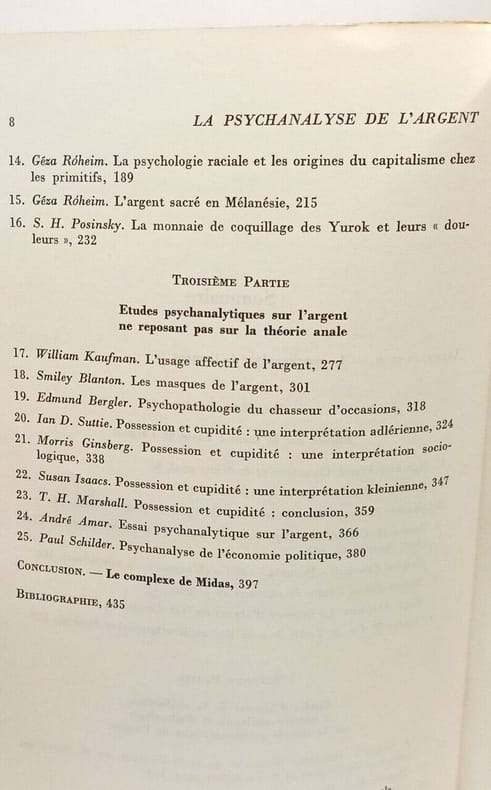 8
LA PSYCHANALYSE DE L'ARGENT
14. Géza Róheim. La psychologie raciale et les origines du capitalisme chez
les primitifs, 189
15. Géza Róheim. L'argent sacré en Mélanésie, 215
16. S. H. Posinsky. La monnaie de coquillage des Yurok et leurs « dou-
leurs », 232
TROISIÈME PARTIE
Etudes psychanalytiques sur l'argent
ne reposant pas sur la théorie anale
17. William Kaufman. L'usage affectif de l'argent, 277
18. Smiley Blanton. Les masques de l'argent, 301
19. Edmund Bergler. Psychopathologie du chasseur d'occasions, 318
20. Ian D. Suttie. Possession et cupidité : une interprétation adlérienne, 324
21. Morris Ginsberg. Possession et cupidité : une interprétation socio-
logique, 338
22. Susan Isaacs. Possession et cupidité : une interprétation kleinienne, 347
23. T. H. Marshall. Possession et cupidité : conclusion, 359
24. André Amar. Essai psychanalytique sur l'argent, 366
25. Paul Schilder. Psychanalyse de l'économie politique, 380
CONCLUSION. — Le complexe de Midas, 397
BIBLIOGRAPHIE, 435